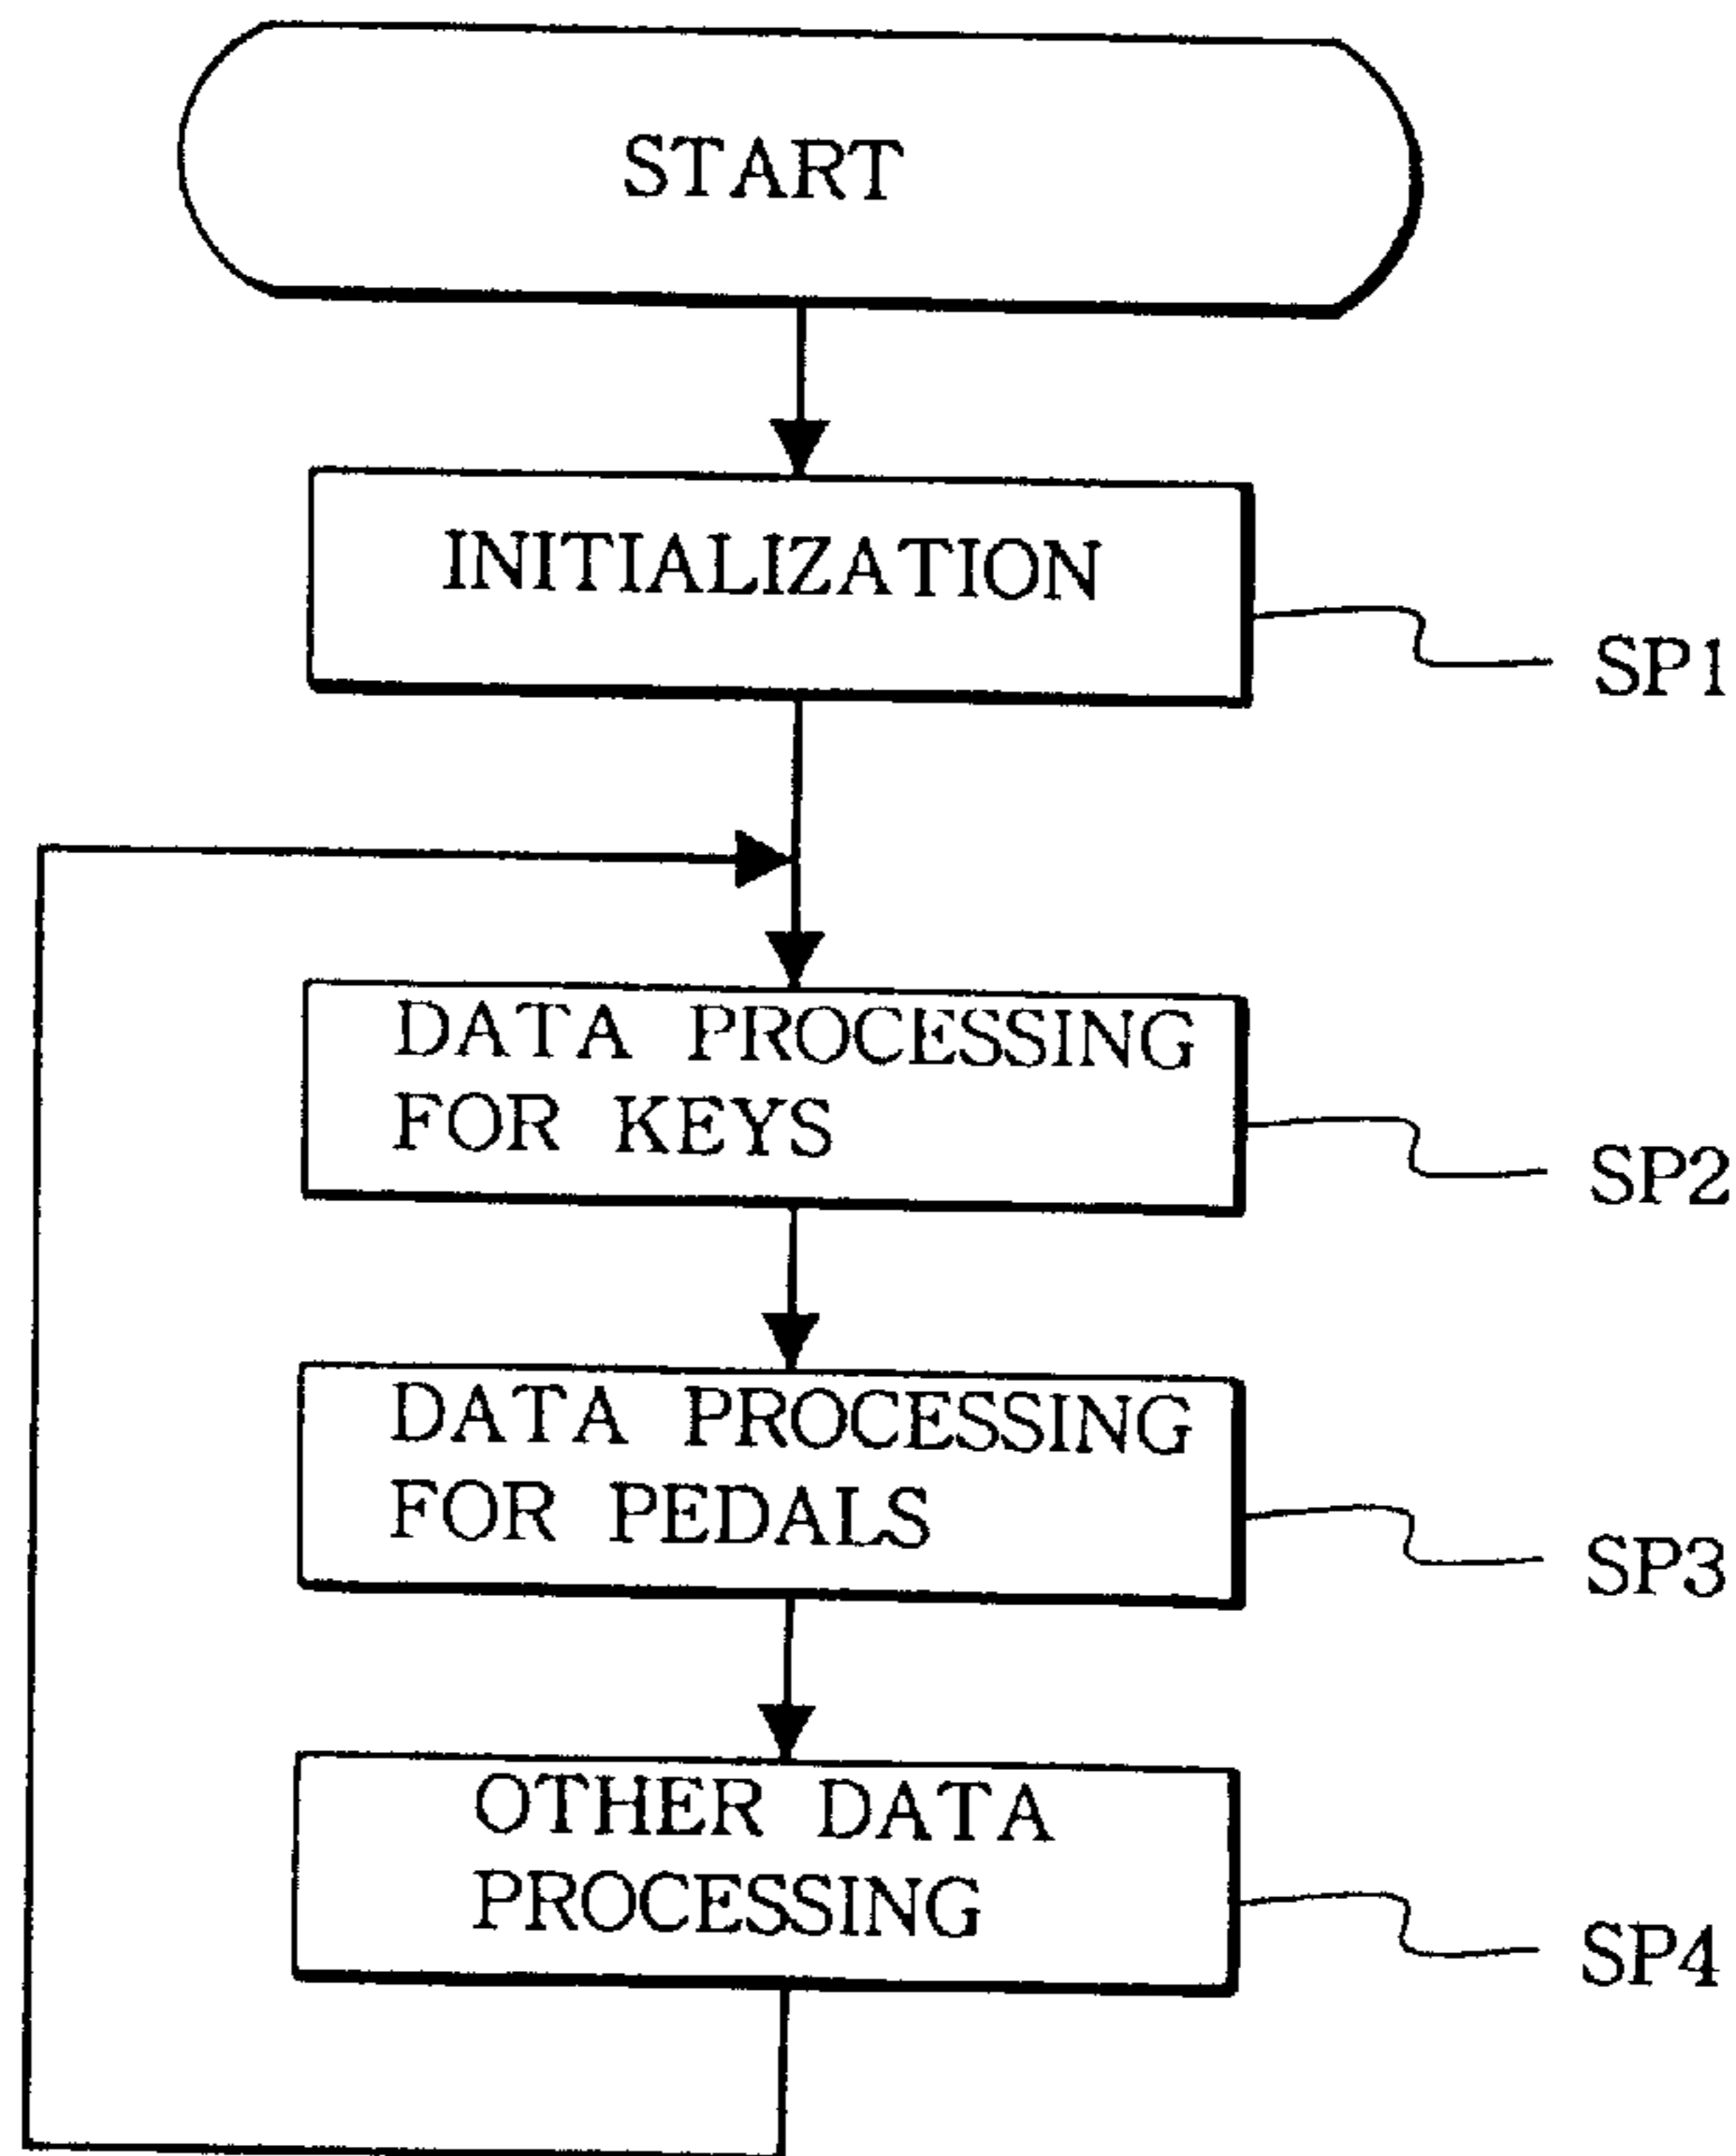 START
INITIALIZATION
SP1
DATA PROCESSING
FOR KEYS
SP2
DATA PROCESSING
FOR PEDALS
SP3
OTHER DATA
PROCESSING
SP4